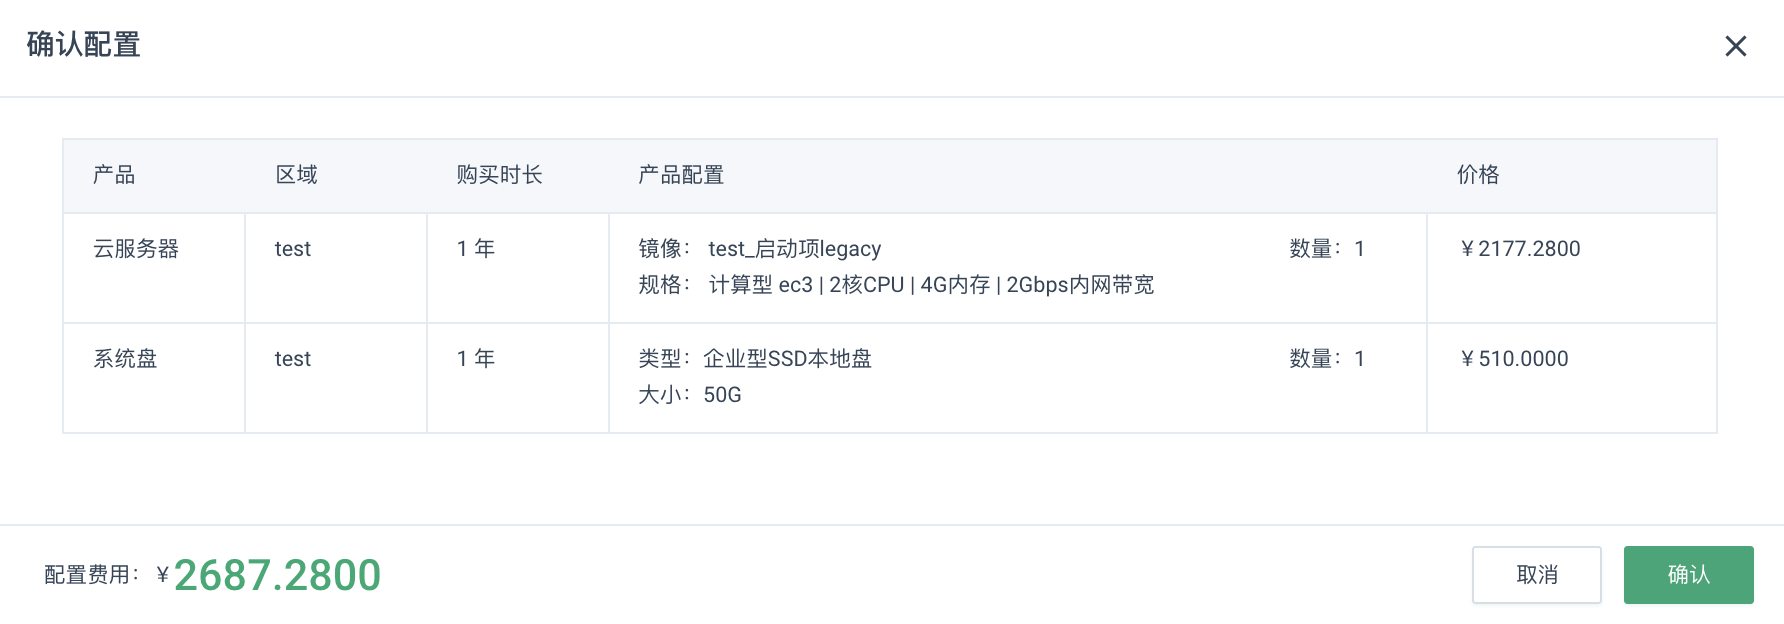 确认配置
产品 区域 购买时长 产品配置 价格
云服务器 test 1 年 镜像： test_启动项legacy 数量：1 ￥2177.2800
规格： 计算型 ec3 | 2核CPU | 4G内存 | 2Gbps内网带宽
系统盘 test 1 年 类型：企业型SSD本地盘 数量：1 ￥510.0000
大小：50G
配置费用：￥2687.2800 取消 确认